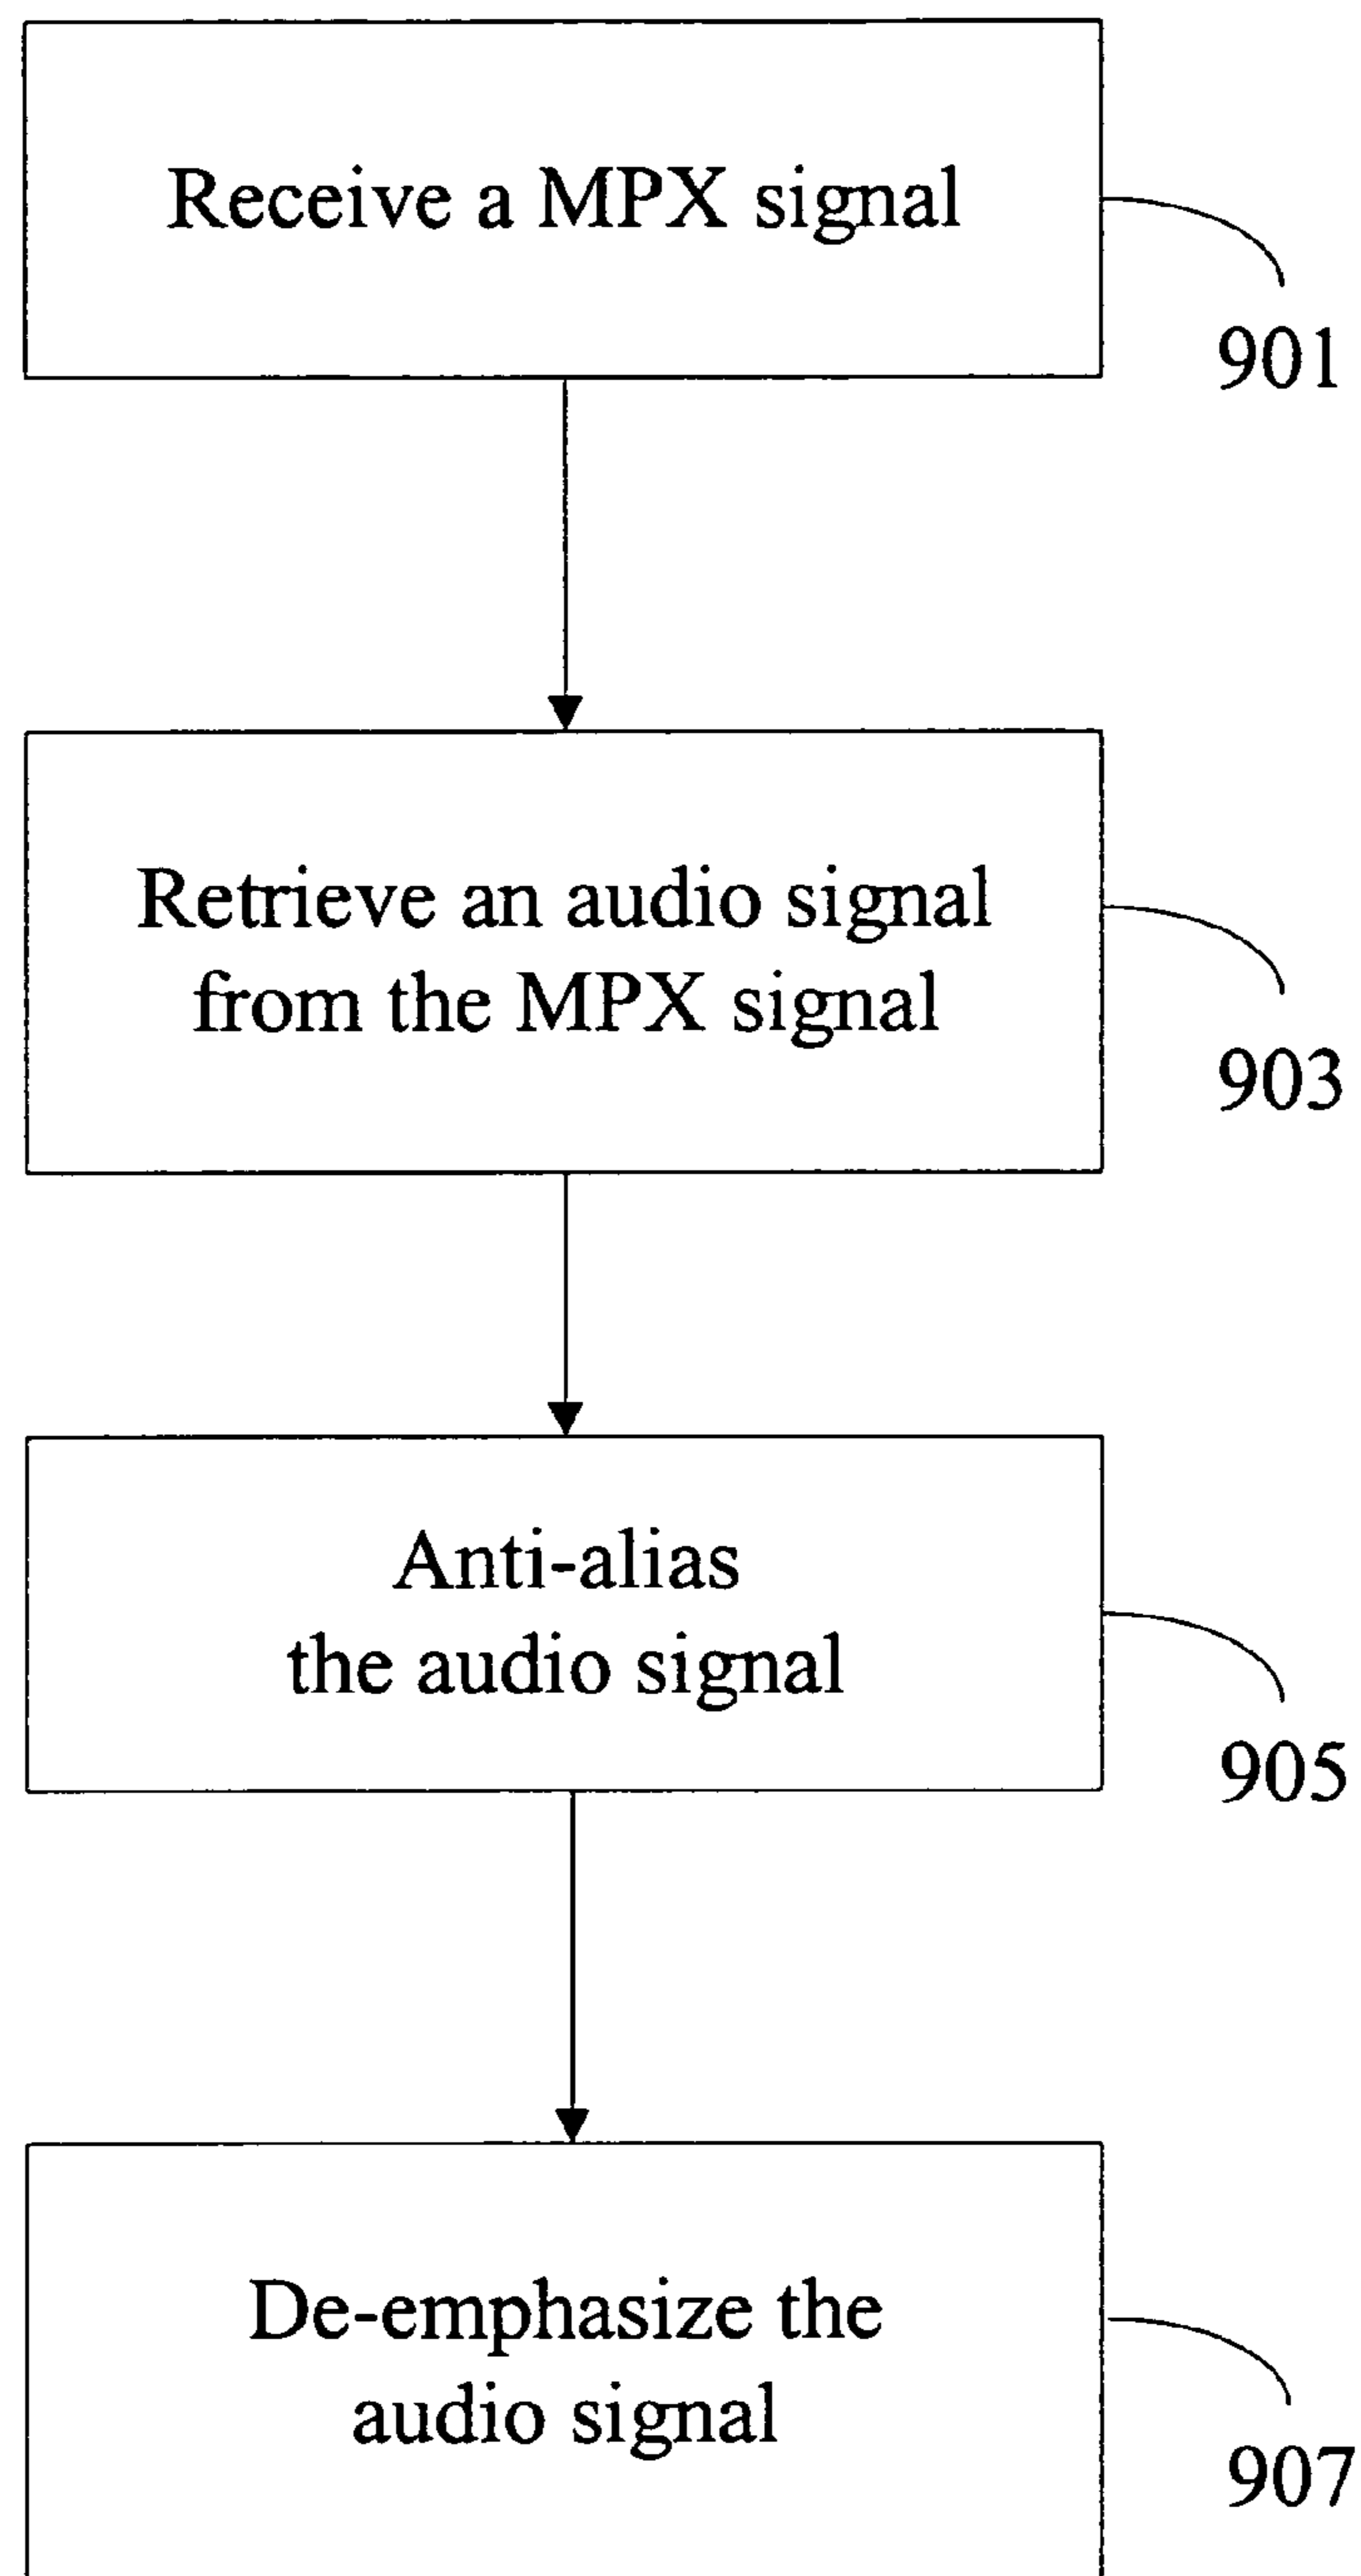 Receive a MPX signal
901
Retrieve an audio signal
from the MPX signal
903
Anti-alias
the audio signal
905
De-emphasize the
audio signal
907